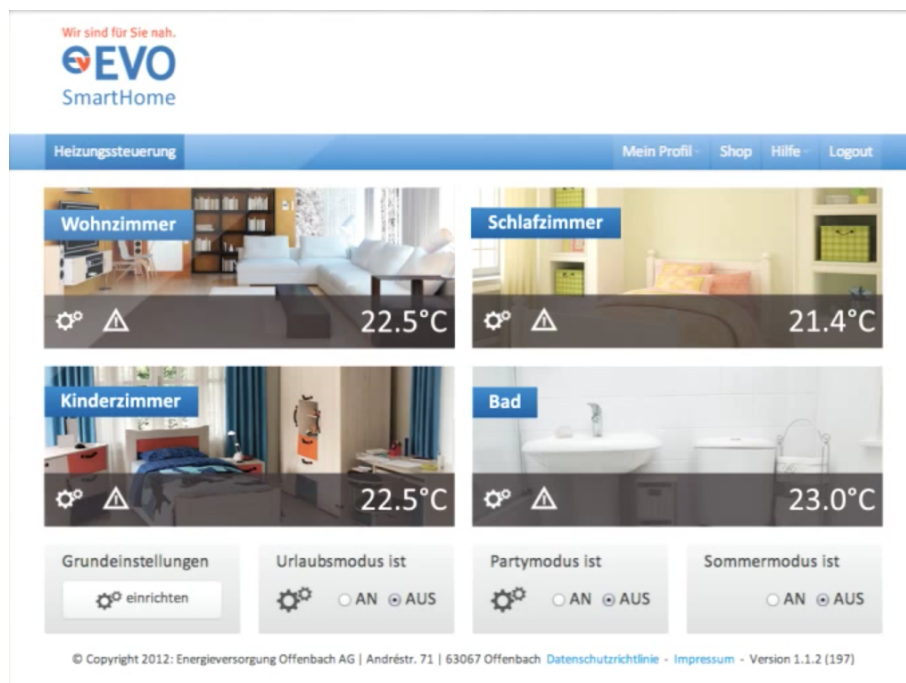 Wir sind für Sie nah.
EVO
SmartHome
Heizungssteuerung Mein Profil Shop Hilfe Logout
Wohnzimmer
22.5°C
Schlafzimmer
21.4°C
Kinderzimmer
22.5°C
Bad
23.0°C
Grundeinstellungen
einrichten
Urlaubsmodus ist
AN AUS
Partymodus ist
AN AUS
Sommermodus ist
AN AUS
© Copyright 2012: Energieversorgung Offenbach AG | Andréstr. 71 | 63067 Offenbach Datenschutzrichtlinie - Impressum - Version 1.1.2 (197)